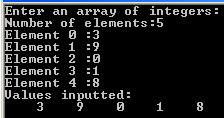 Enter an array of integers:
Number of elements:5
Element 0 :3
Element 1 :9
Element 2 :0
Element 3 :1
Element 4 :8
Values inputted:
3 9 0 1 8